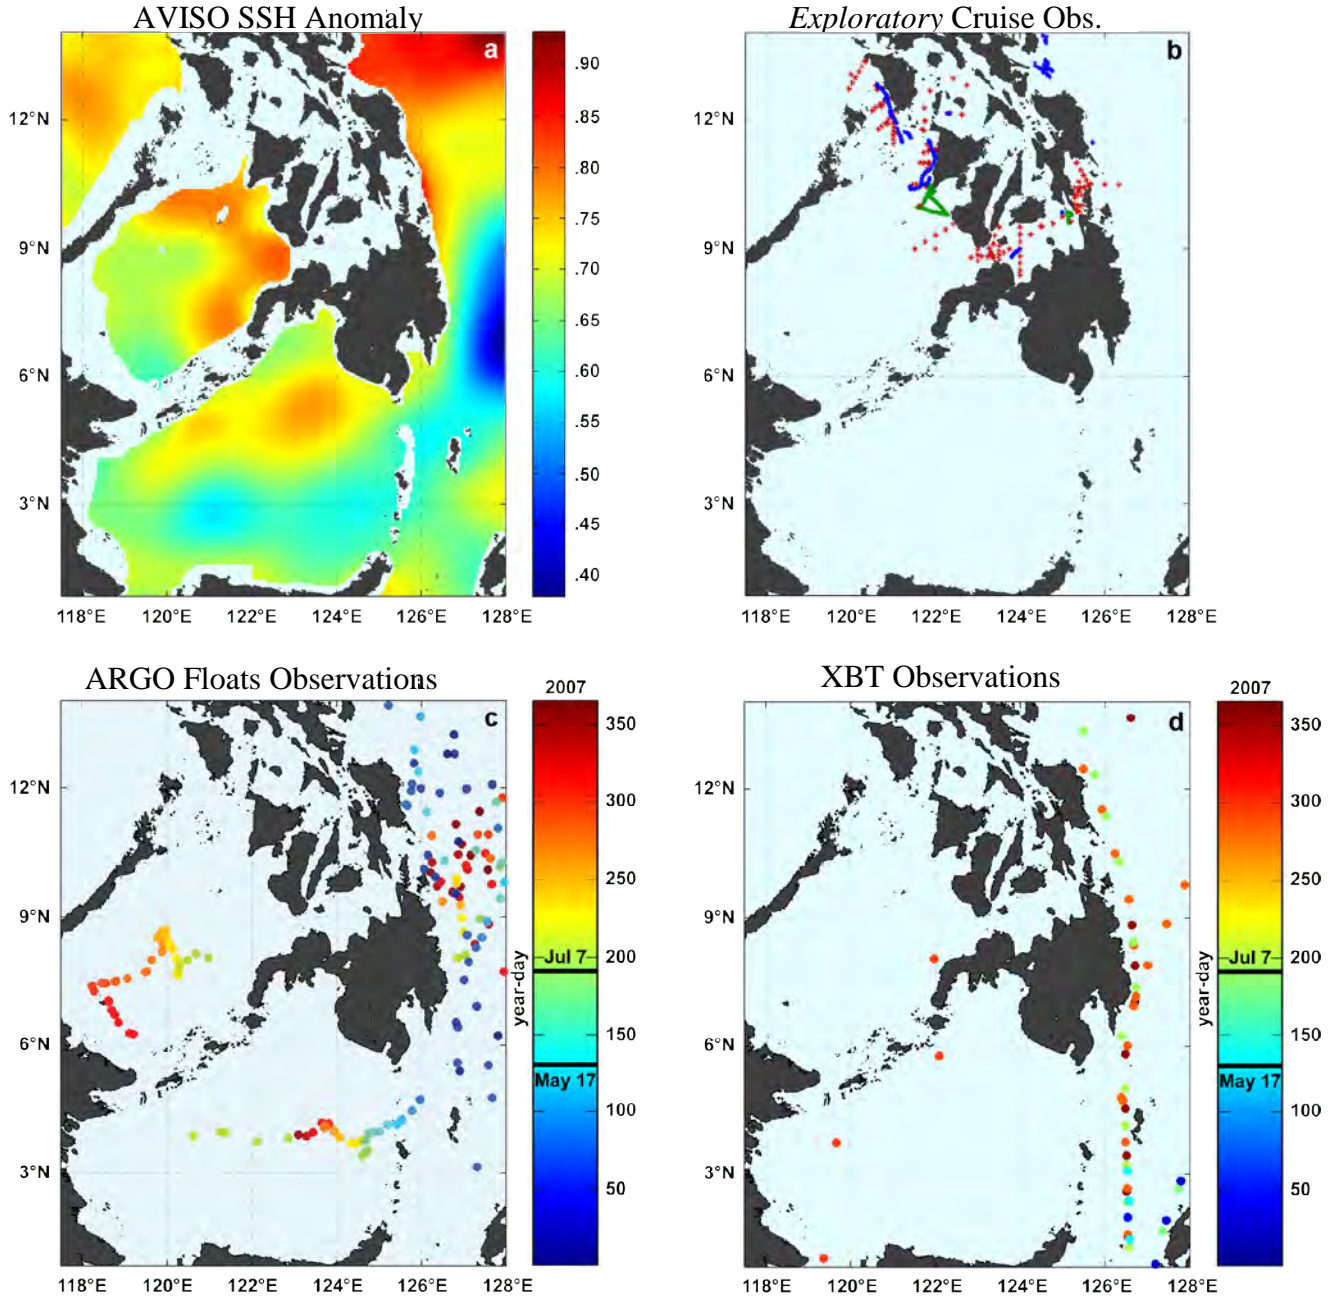 AVISO SSH Anomaly
a
12°N
9°N
6°N
3°N
118°E 120°E 122°E 124°E 126°E 128°E
.90
.85
.80
.75
.70
.65
.60
.55
.50
.45
.40
Exploratory Cruise Obs.
b
12°N
9°N
6°N
3°N
118°E 120°E 122°E 124°E 126°E 128°E
ARGO Floats Observations
c
12°N
9°N
6°N
3°N
118°E 120°E 122°E 124°E 126°E 128°E
2007
350
300
250
Jul 7
200
150
May 17
100
50
year-day
XBT Observations
d
12°N
9°N
6°N
3°N
118°E 120°E 122°E 124°E 126°E 128°E
2007
350
300
250
Jul 7
200
150
May 17
100
50
year-day